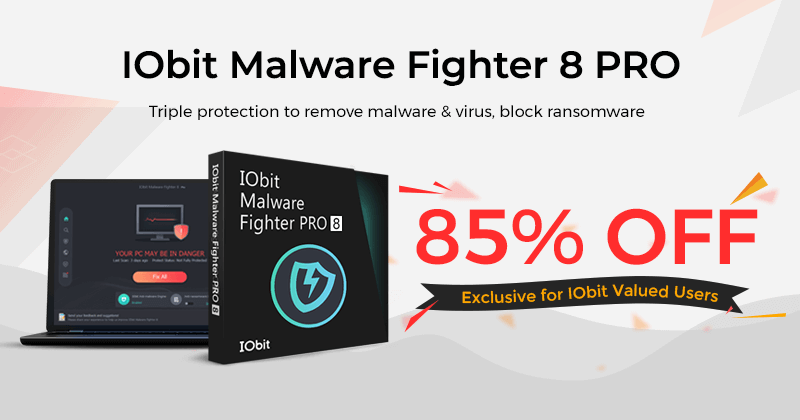 IObit Malware Fighter 8 PRO
Triple protection to remove malware & virus, block ransomware
YOUR PC MAY BE IN DANGER
Fix All
IObit Malware Fighter PRO 8
IObit
Malware
Fighter PRO 8
IObit
85% OFF
Exclusive for IObit Valued Users